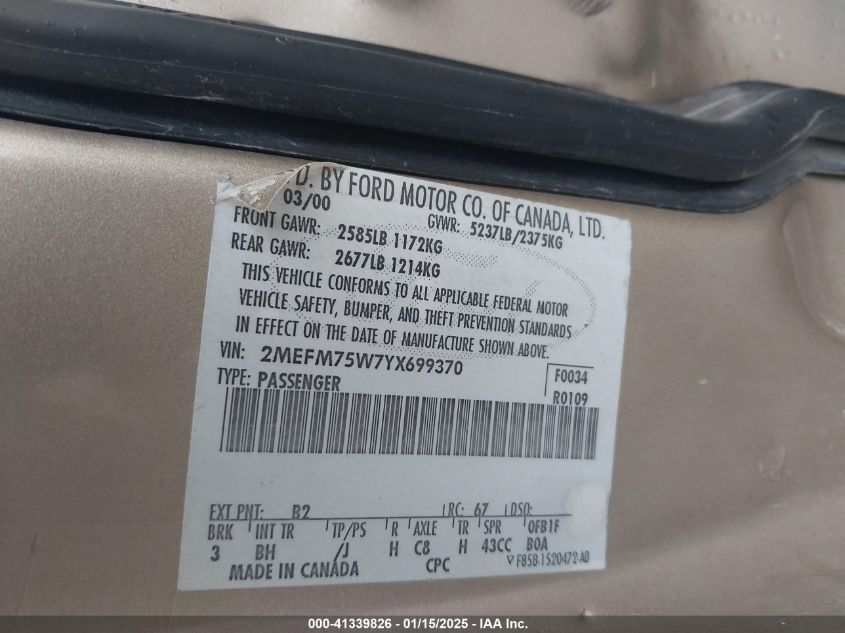 D. BY FORD MOTOR CO. OF CANADA, LTD.
03/00 GVWR: 5237LB/2375KG
FRONT GAWR: 2585LB 1172KG
REAR GAWR: 2677LB 1214KG
THIS VEHICLE CONFORMS TO ALL APPLICABLE FEDERAL MOTOR
VEHICLE SAFETY, BUMPER, AND THEFT PREVENTION STANDARDS
IN EFFECT ON THE DATE OF MANUFACTURE SHOWN ABOVE.
VIN: 2MEFM75W7YX699370
F0034
TYPE: PASSENGER
R0109
EXT PNT: B2 RC: 67 DSO:
BRK INT TR TP/PS R AXLE TR SPR 0FB1F
3 BH /J H C8 H 43CC B0A
MADE IN CANADA CPC F85B-1520472-AB
000-41339826 - 01/15/2025 - IAA Inc.